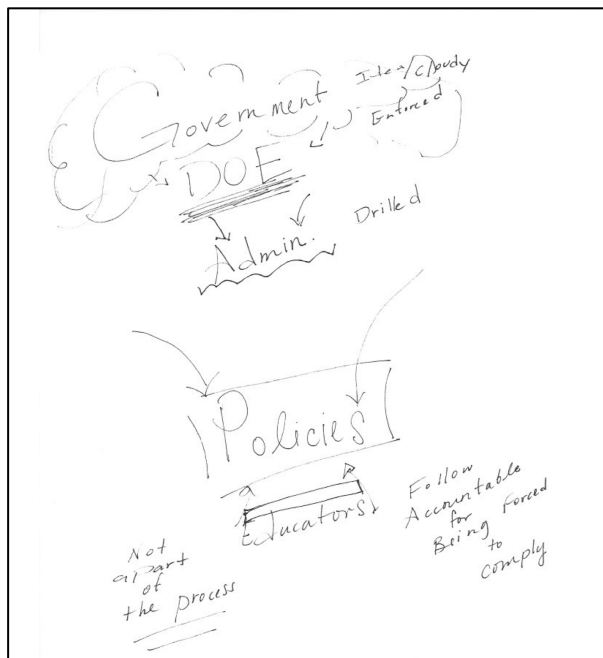 Idea/Cloudy
Government
Enforced
DOE
Drilled
Admin.
Policies
Educators
Follow
Accountable
for
Being Forced
to
comply
Not
apart
of
the process